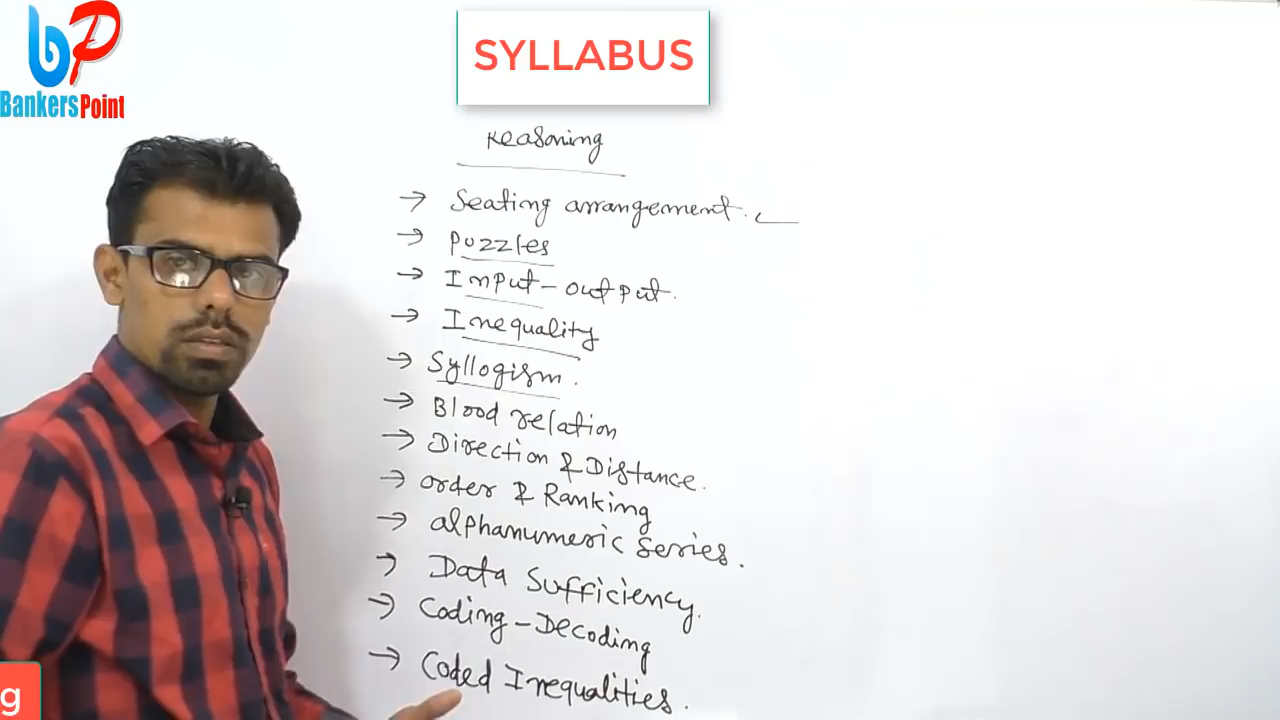 bP
BankersPoint
SYLLABUS
Reasoning
→ Seating arrangement.
→ Puzzles
→ Input-output.
→ Inequality
→ Syllogism.
→ Blood relation
→ Direction & Distance.
→ order & Ranking
→ alphanumeric series.
→ Data Sufficiency.
→ Coding-Decoding
→ Coded Inequalities.
g